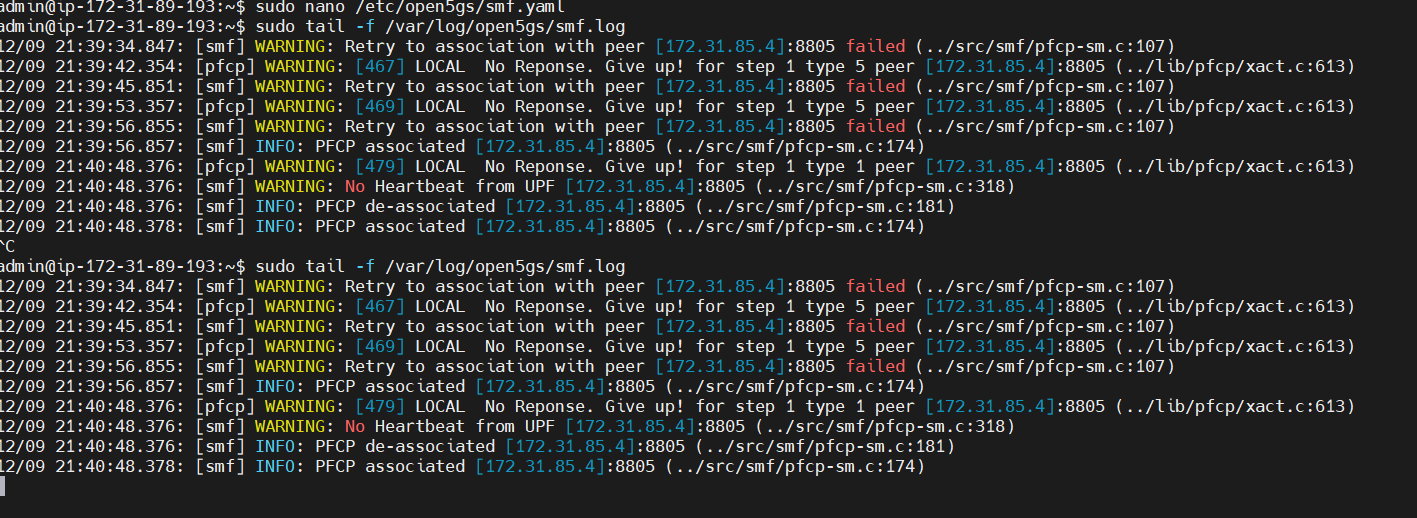 admin@ip-172-31-89-193:~$ sudo nano /etc/open5gs/smf.yaml
admin@ip-172-31-89-193:~$ sudo tail -f /var/log/open5gs/smf.log
12/09 21:39:34.847: [smf] WARNING: Retry to association with peer [172.31.85.4]:8805 failed (../src/smf/pfcp-sm.c:107)
12/09 21:39:42.354: [pfcp] WARNING: [467] LOCAL  No Reponse. Give up! for step 1 type 5 peer [172.31.85.4]:8805 (../lib/pfcp/xact.c:613)
12/09 21:39:45.851: [smf] WARNING: Retry to association with peer [172.31.85.4]:8805 failed (../src/smf/pfcp-sm.c:107)
12/09 21:39:53.357: [pfcp] WARNING: [469] LOCAL  No Reponse. Give up! for step 1 type 5 peer [172.31.85.4]:8805 (../lib/pfcp/xact.c:613)
12/09 21:39:56.855: [smf] WARNING: Retry to association with peer [172.31.85.4]:8805 failed (../src/smf/pfcp-sm.c:107)
12/09 21:39:56.857: [smf] INFO: PFCP associated [172.31.85.4]:8805 (../src/smf/pfcp-sm.c:174)
12/09 21:40:48.376: [pfcp] WARNING: [479] LOCAL  No Reponse. Give up! for step 1 type 1 peer [172.31.85.4]:8805 (../lib/pfcp/xact.c:613)
12/09 21:40:48.376: [smf] WARNING: No Heartbeat from UPF [172.31.85.4]:8805 (../src/smf/pfcp-sm.c:318)
12/09 21:40:48.376: [smf] INFO: PFCP de-associated [172.31.85.4]:8805 (../src/smf/pfcp-sm.c:181)
12/09 21:40:48.378: [smf] INFO: PFCP associated [172.31.85.4]:8805 (../src/smf/pfcp-sm.c:174)
^C
admin@ip-172-31-89-193:~$ sudo tail -f /var/log/open5gs/smf.log
12/09 21:39:34.847: [smf] WARNING: Retry to association with peer [172.31.85.4]:8805 failed (../src/smf/pfcp-sm.c:107)
12/09 21:39:42.354: [pfcp] WARNING: [467] LOCAL  No Reponse. Give up! for step 1 type 5 peer [172.31.85.4]:8805 (../lib/pfcp/xact.c:613)
12/09 21:39:45.851: [smf] WARNING: Retry to association with peer [172.31.85.4]:8805 failed (../src/smf/pfcp-sm.c:107)
12/09 21:39:53.357: [pfcp] WARNING: [469] LOCAL  No Reponse. Give up! for step 1 type 5 peer [172.31.85.4]:8805 (../lib/pfcp/xact.c:613)
12/09 21:39:56.855: [smf] WARNING: Retry to association with peer [172.31.85.4]:8805 failed (../src/smf/pfcp-sm.c:107)
12/09 21:39:56.857: [smf] INFO: PFCP associated [172.31.85.4]:8805 (../src/smf/pfcp-sm.c:174)
12/09 21:40:48.376: [pfcp] WARNING: [479] LOCAL  No Reponse. Give up! for step 1 type 1 peer [172.31.85.4]:8805 (../lib/pfcp/xact.c:613)
12/09 21:40:48.376: [smf] WARNING: No Heartbeat from UPF [172.31.85.4]:8805 (../src/smf/pfcp-sm.c:318)
12/09 21:40:48.376: [smf] INFO: PFCP de-associated [172.31.85.4]:8805 (../src/smf/pfcp-sm.c:181)
12/09 21:40:48.378: [smf] INFO: PFCP associated [172.31.85.4]:8805 (../src/smf/pfcp-sm.c:174)